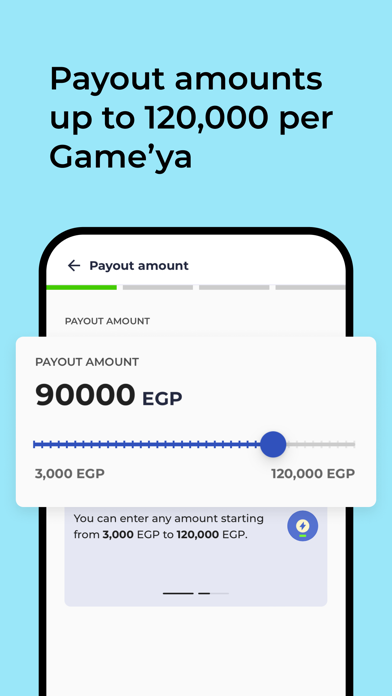 Payout amounts
up to 120,000 per
Game’ya
Payout amount
PAYOUT AMOUNT
PAYOUT AMOUNT
90000 EGP
3,000 EGP
120,000 EGP
You can enter any amount starting
from 3,000 EGP to 120,000 EGP.